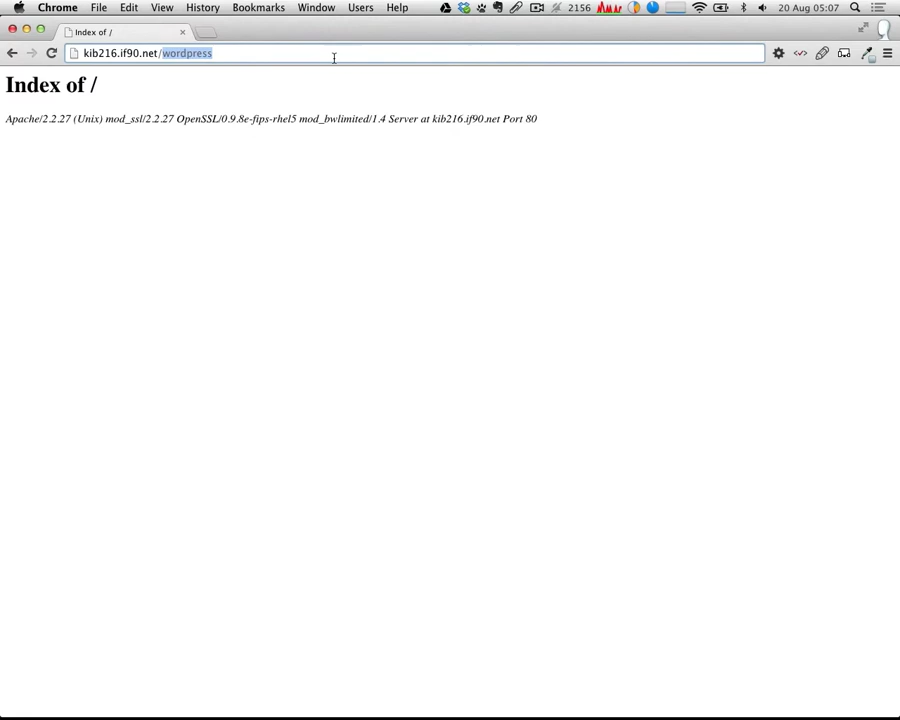 Chrome File Edit View History Bookmarks Window Users Help 2156 20 Aug 05:07
Index of /
kib216.if90.net/wordpress
Index of /
Apache/2.2.27 (Unix) mod_ssl/2.2.27 OpenSSL/0.9.8e-fips-rhel5 mod_bwlimited/1.4 Server at kib216.if90.net Port 80